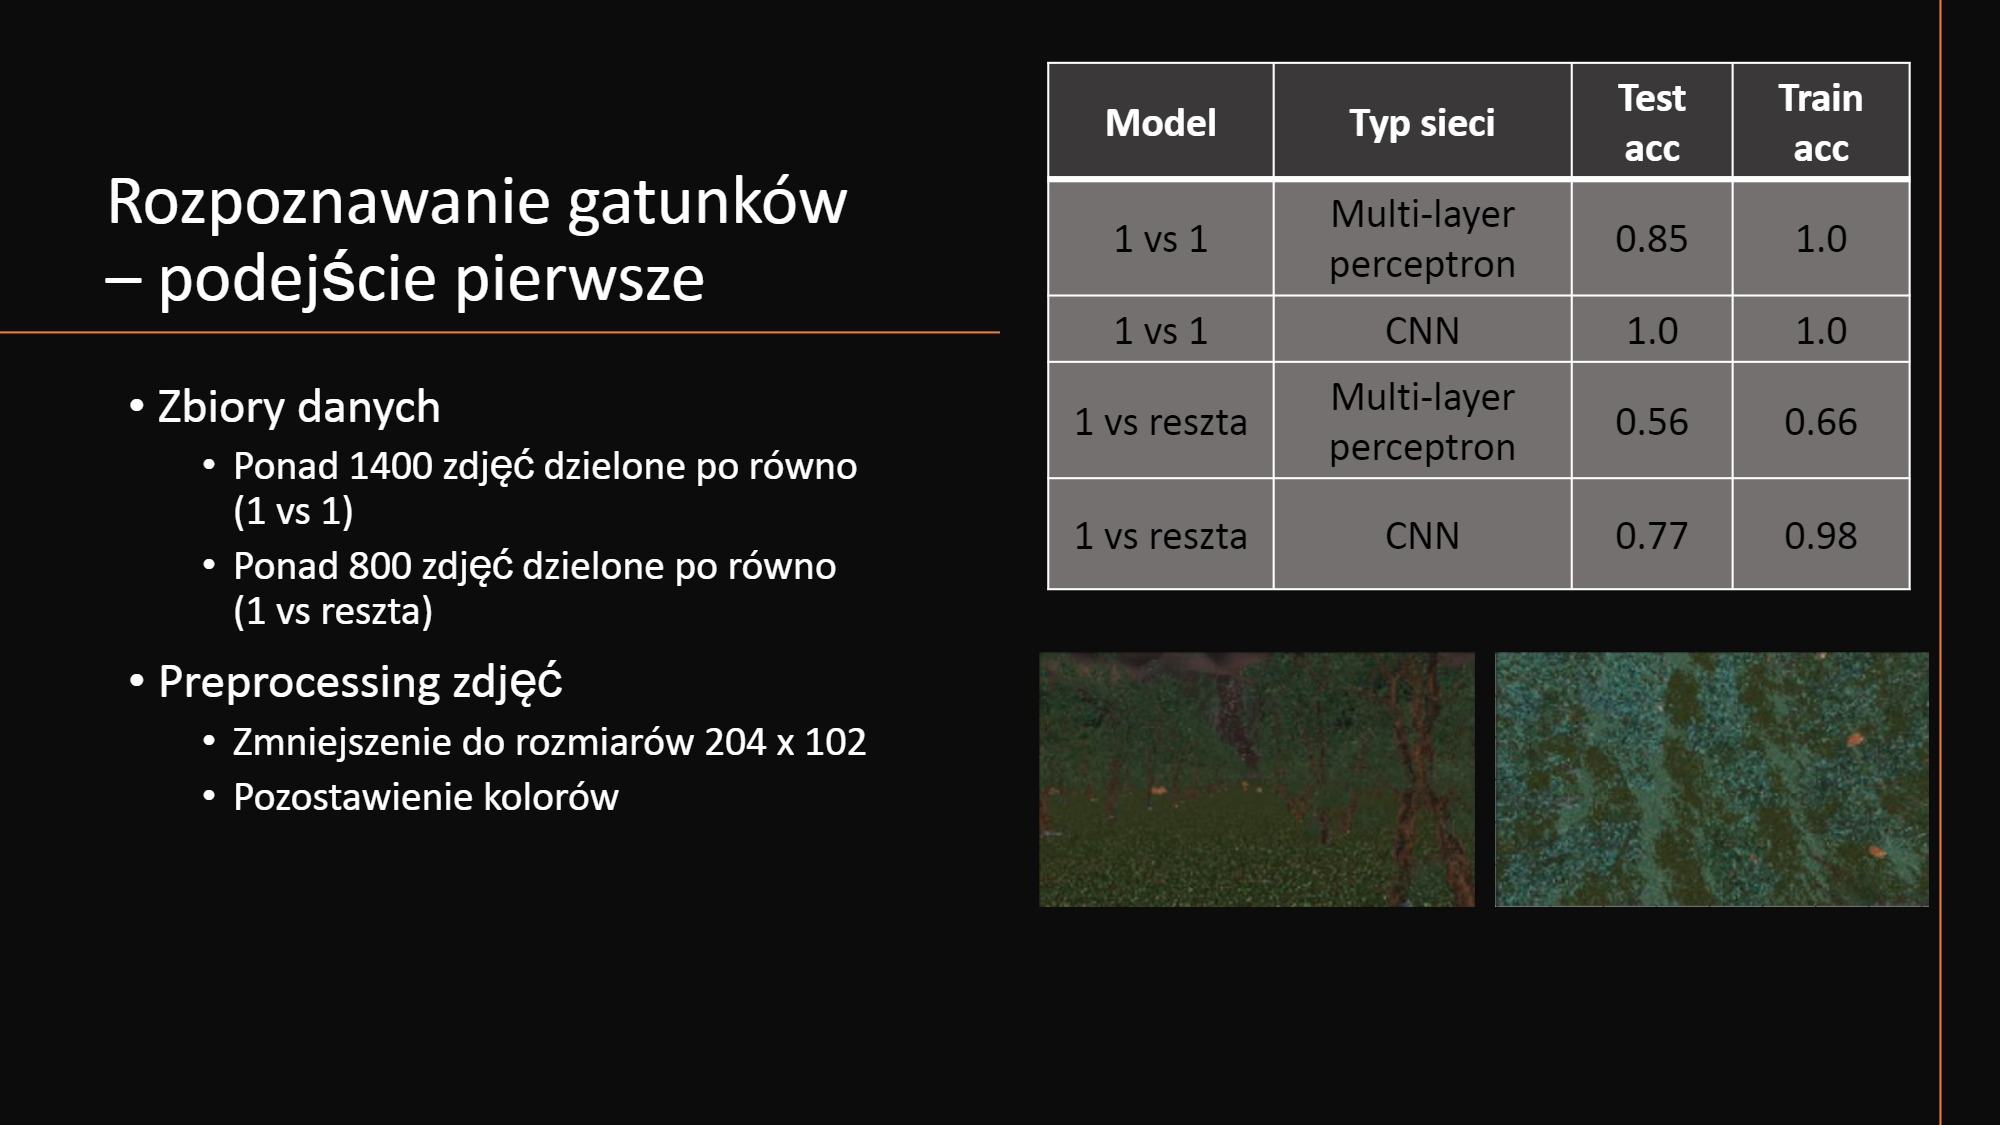 Rozpoznawanie gatunków
– podejście pierwsze
• Zbiory danych
• Ponad 1400 zdjęć dzielone po równo
(1 vs 1)
• Ponad 800 zdjęć dzielone po równo
(1 vs reszta)
• Preprocessing zdjęć
• Zmniejszenie do rozmiarów 204 x 102
• Pozostawienie kolorów
Model Typ sieci Test acc Train acc
1 vs 1 Multi-layer perceptron 0.85 1.0
1 vs 1 CNN 1.0 1.0
1 vs reszta Multi-layer perceptron 0.56 0.66
1 vs reszta CNN 0.77 0.98